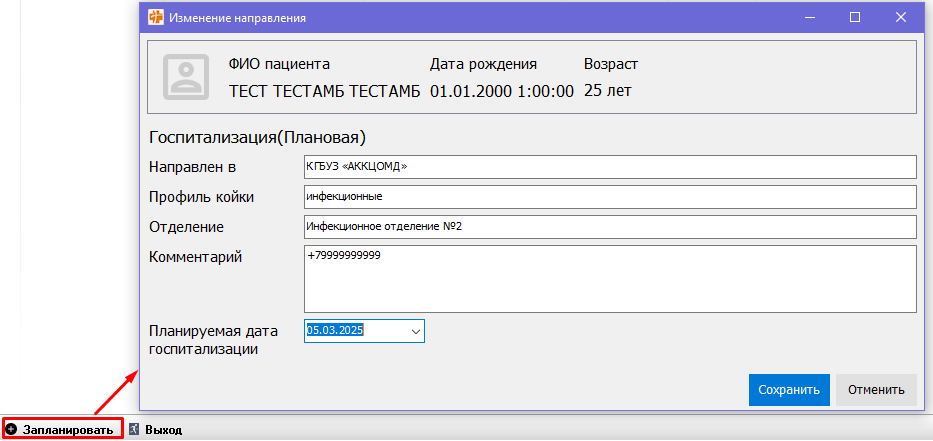 Изменение направления
ФИО пациента Дата рождения Возраст
ТЕСТ ТЕСТАМБ ТЕСТАМБ 01.01.2000 1:00:00 25 лет
Госпитализация(Плановая)
Направлен в КГБУЗ «АККЦОМД»
Профиль койки инфекционные
Отделение Инфекционное отделение №2
Комментарий +79999999999
Планируемая дата 05.03.2025
госпитализации
Сохранить Отменить
Запланировать Выход